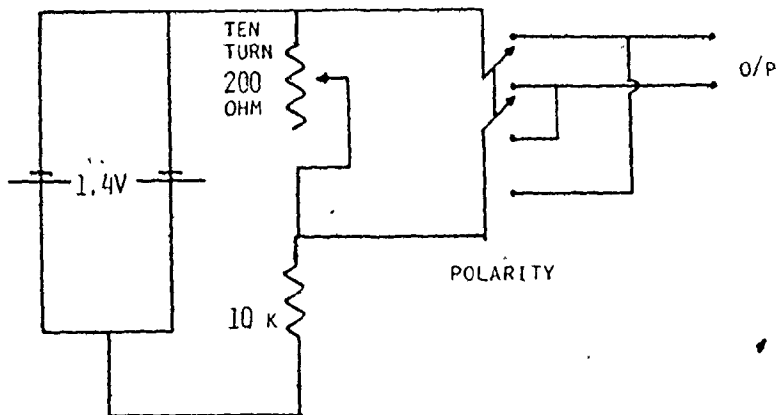 TEN
TURN
200
OHM
O/P
1.4V
POLARITY
10 K